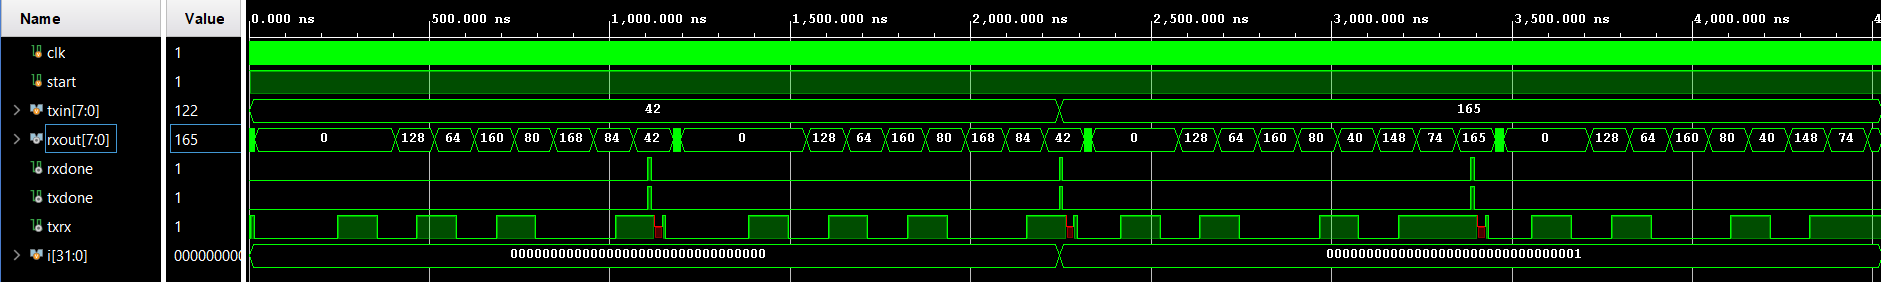 Name Value 0.000 ns 500.000 ns 1,000.000 ns 1,500.000 ns 2,000.000 ns 2,500.000 ns 3,000.000 ns 3,500.000 ns 4,000.000 ns
clk 1
start 1
txin[7:0] 122 42 165
rxout[7:0] 165 0 128 64 160 80 168 84 42 0 128 64 160 80 168 84 42 0 128 64 160 80 40 148 74 165 0 128 64 160 80 40 148 74
rxdone 1
txdone 1
txrx 1
i[31:0] 000000000 00000000000000000000000000000000 00000000000000000000000000000001